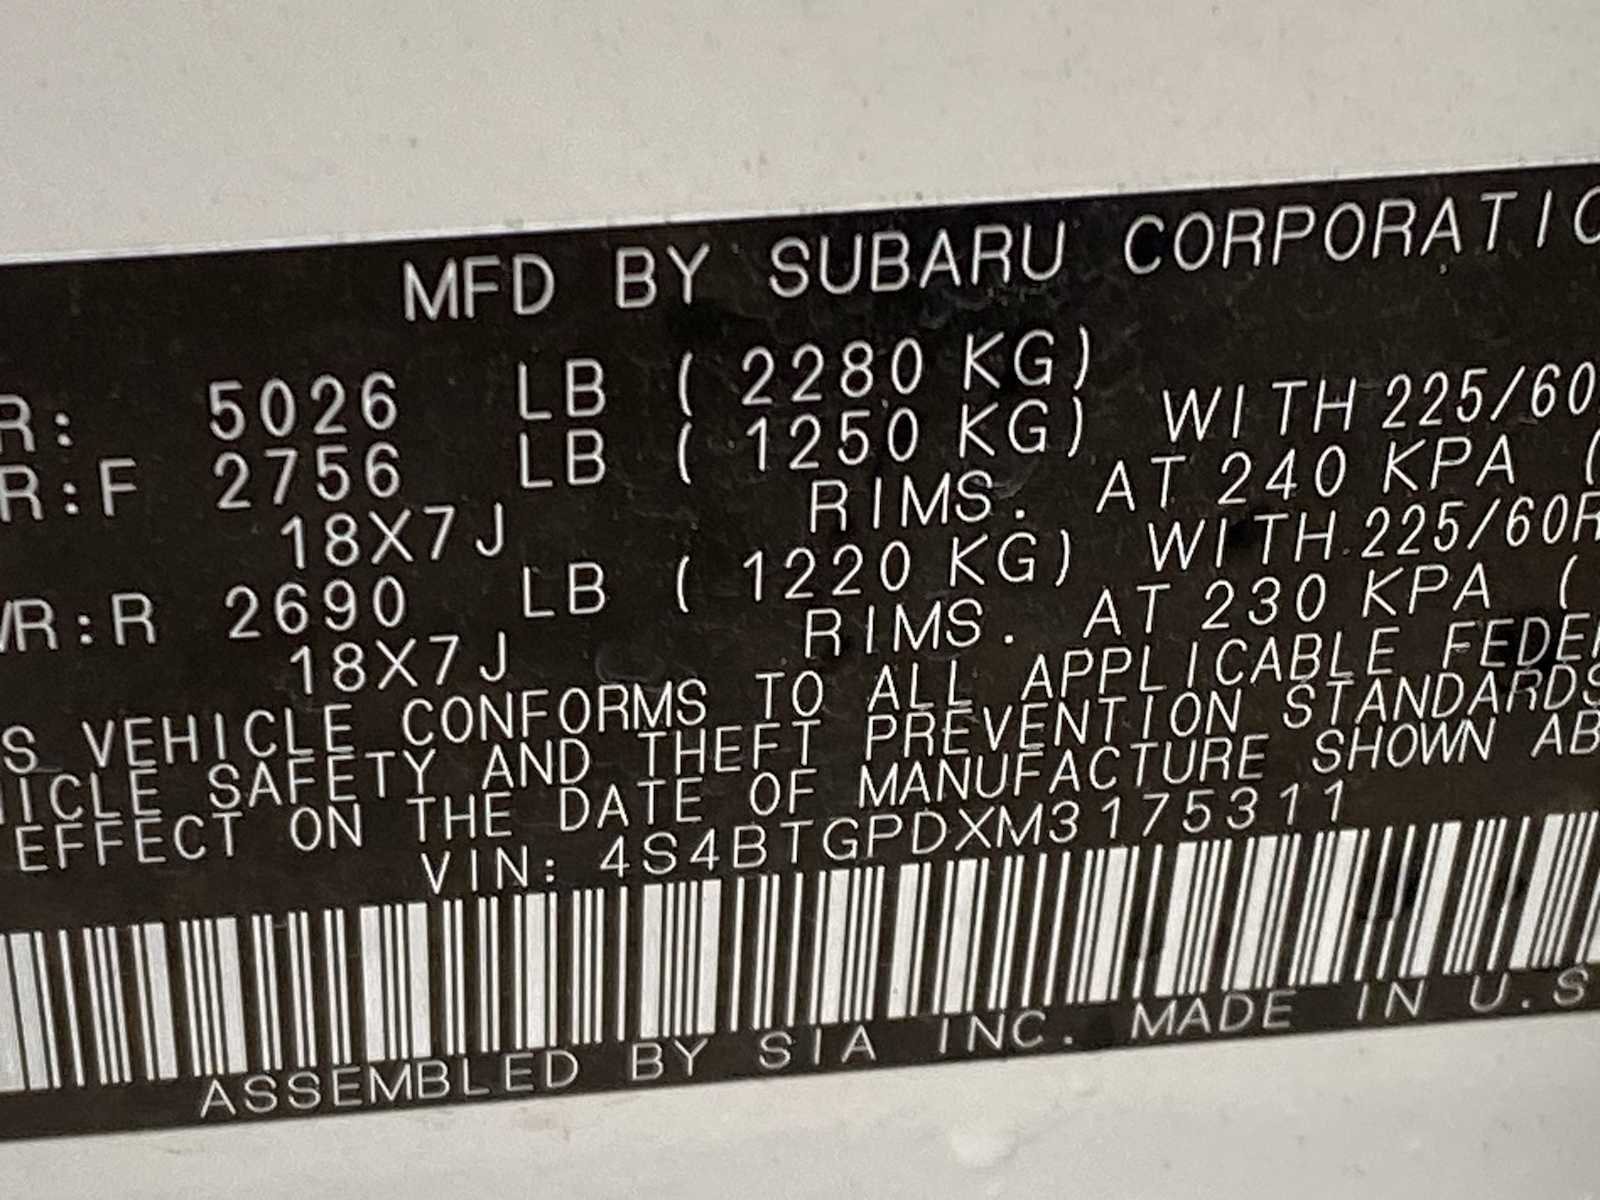 MFD BY SUBARU CORPORATIO
R: 5026 LB ( 2280 KG)
R:F 2756 LB ( 1250 KG) WITH 225/60
18X7J RIMS. AT 240 KPA (
WR:R 2690 LB ( 1220 KG) WITH 225/60R
18X7J RIMS. AT 230 KPA (
S VEHICLE CONFORMS TO ALL APPLICABLE FEDER
HICLE SAFETY AND THEFT PREVENTION STANDARDS
EFFECT ON THE DATE OF MANUFACTURE SHOWN AB
VIN: 4S4BTGPDXM3175311
ASSEMBLED BY SIA INC. MADE IN U.S